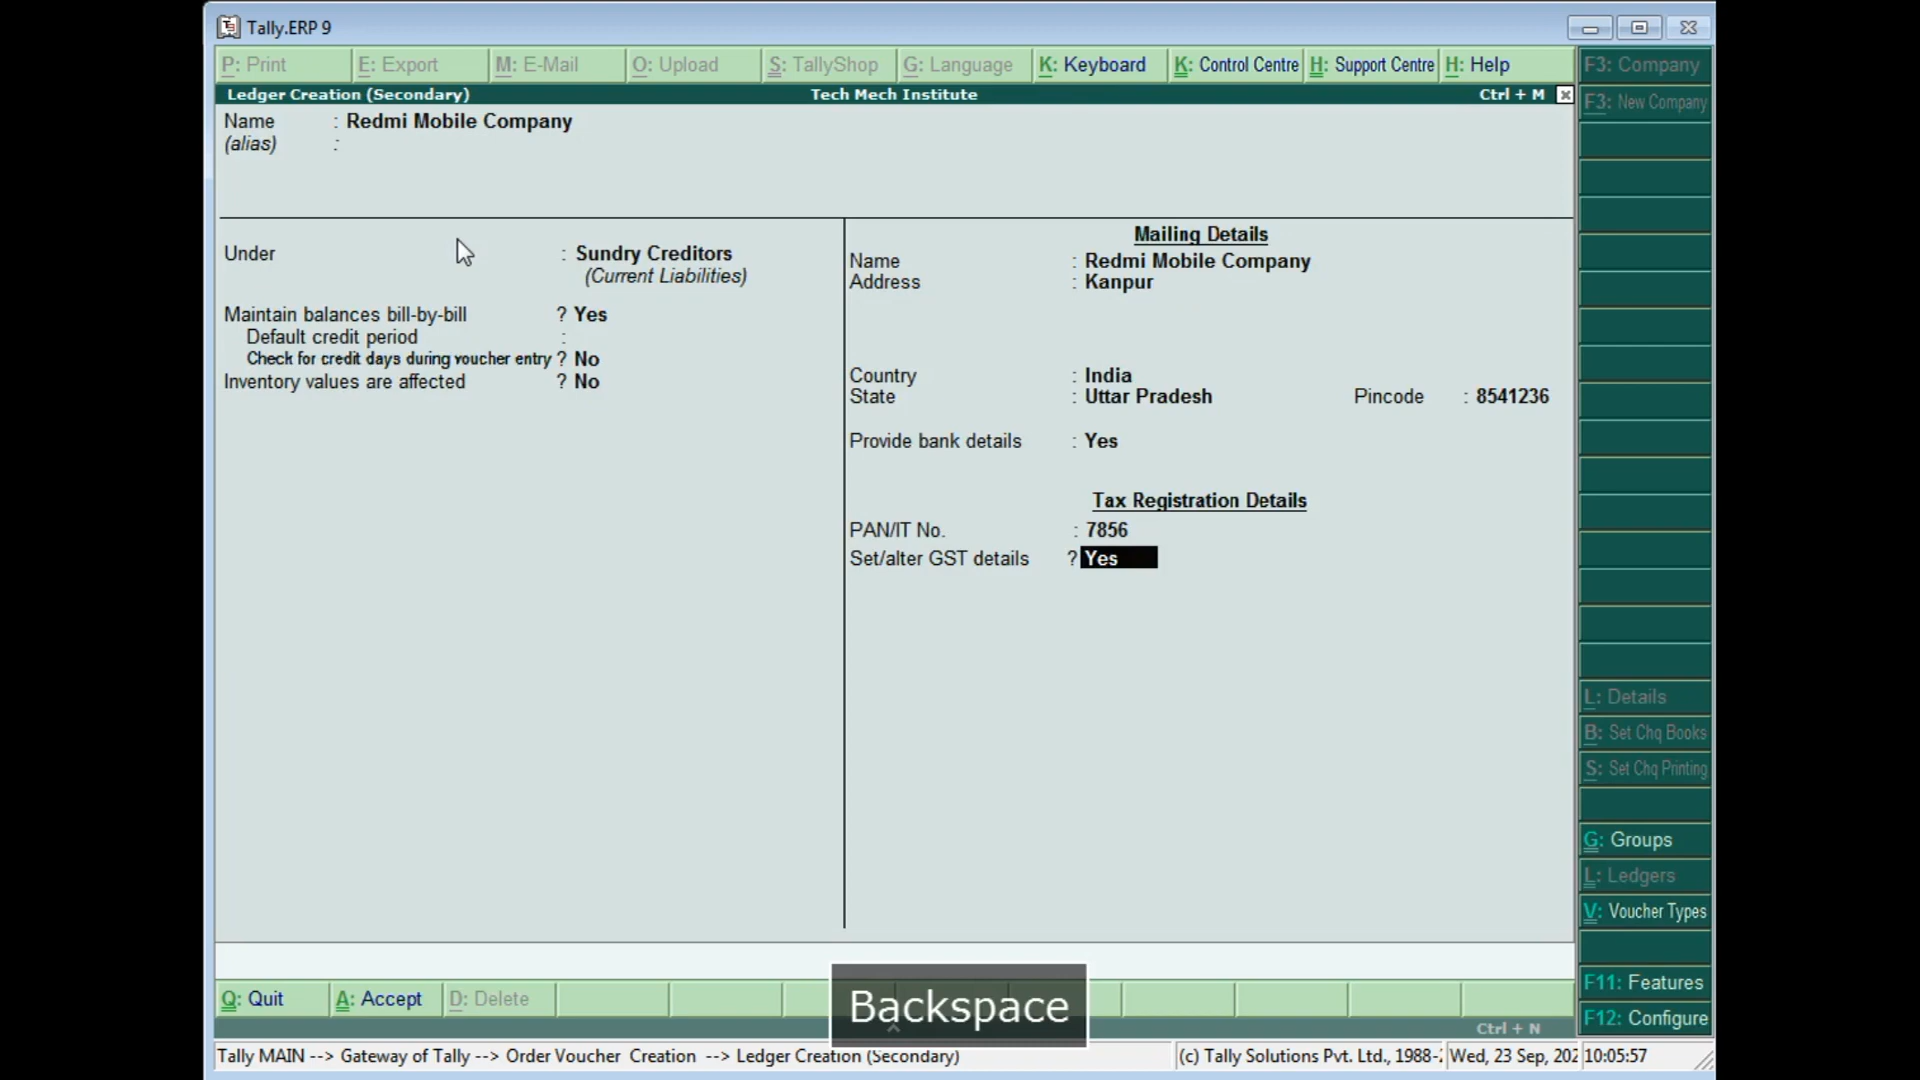 Tally.ERP 9
P: Print E: Export M: E-Mail O: Upload S: TallyShop G: Language K: Keyboard K: Control Centre H: Support Centre H: Help F3: Company
Ledger Creation (Secondary) Tech Mech Institute Ctrl + M
F3: New Company
Name : Redmi Mobile Company
(alias) :
Mailing Details
Under : Sundry Creditors
(Current Liabilities)
Name : Redmi Mobile Company
Address : Kanpur
Maintain balances bill-by-bill ? Yes
Default credit period :
Check for credit days during voucher entry ? No
Inventory values are affected ? No
Country : India
State : Uttar Pradesh Pincode : 8541236
Provide bank details : Yes
Tax Registration Details
PAN/IT No. : 7856
Set/alter GST details ? Yes
L: Details
B: Set Chq Books
S: Set Chq Printing
G: Groups
L: Ledgers
V: Voucher Types
F11: Features
F12: Configure
Q: Quit A: Accept D: Delete
Backspace
Ctrl + N
Tally MAIN --> Gateway of Tally --> Order Voucher Creation --> Ledger Creation (Secondary) (c) Tally Solutions Pvt. Ltd., 1988- Wed, 23 Sep, 202 10:05:57